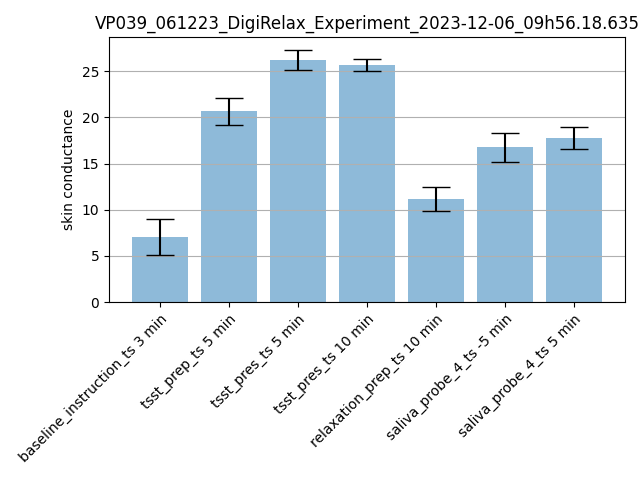 VP039_061223_DigiRelax_Experiment_2023-12-06_09h56.18.635
skin conductance
25
20
15
10
5
0
baseline_instruction_ts 3 min
tsst_prep_ts 5 min
tsst_pres_ts 5 min
tsst_pres_ts 10 min
relaxation_prep_ts 10 min
saliva_probe_4_ts -5 min
saliva_probe_4_ts 5 min